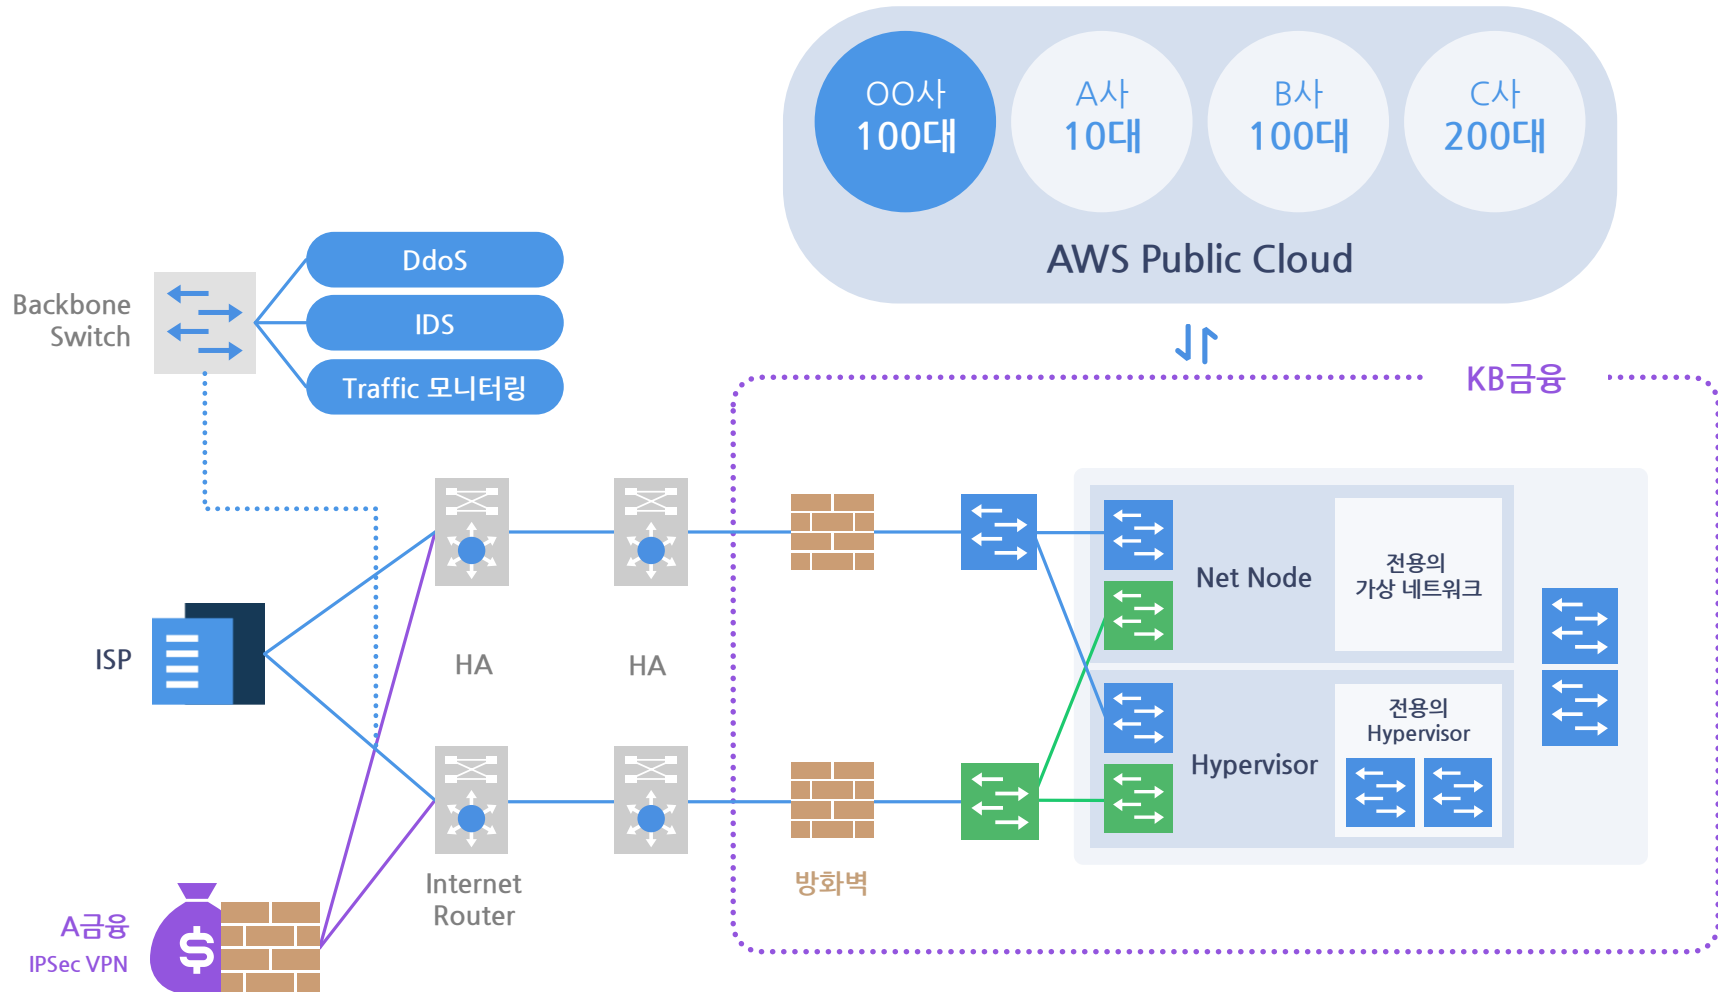 OO사
100대
A사
10대
B사
100대
C사
200대
AWS Public Cloud
DdoS
IDS
Traffic 모니터링
Backbone
Switch
KB금융
Net Node
전용의
가상 네트워크
ISP
HA
HA
Hypervisor
전용의
Hypervisor
Internet
Router
방화벽
A금융
IPSec VPN
$